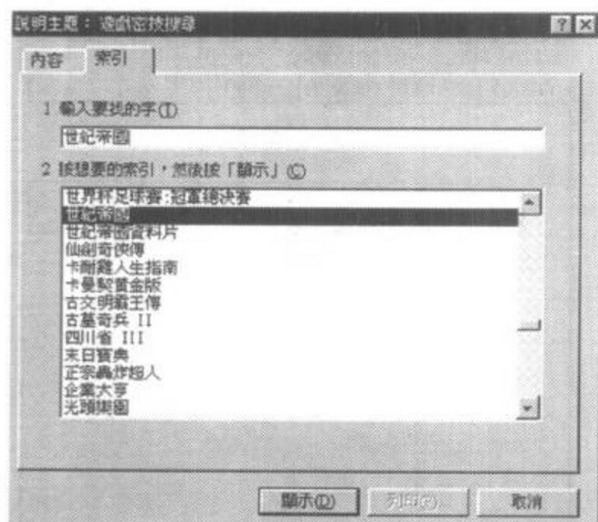 說明主題： 遊戲密技搜尋
內容 索引
1 輸入要找的字(T)
世紀帝國
2 按想要的索引，然後按「顯示」(C)
世界杯足球賽:冠軍總決賽
世紀帝國
世紀帝國資料片
仙劍奇俠傳
卡耐雞人生指南
卡曼契黃金版
古文明霸王傳
古墓奇兵 II
四川省 III
末日寶典
正宗轟炸超人
企業大亨
光頭樂園
顯示(D) 列印(P) 取消